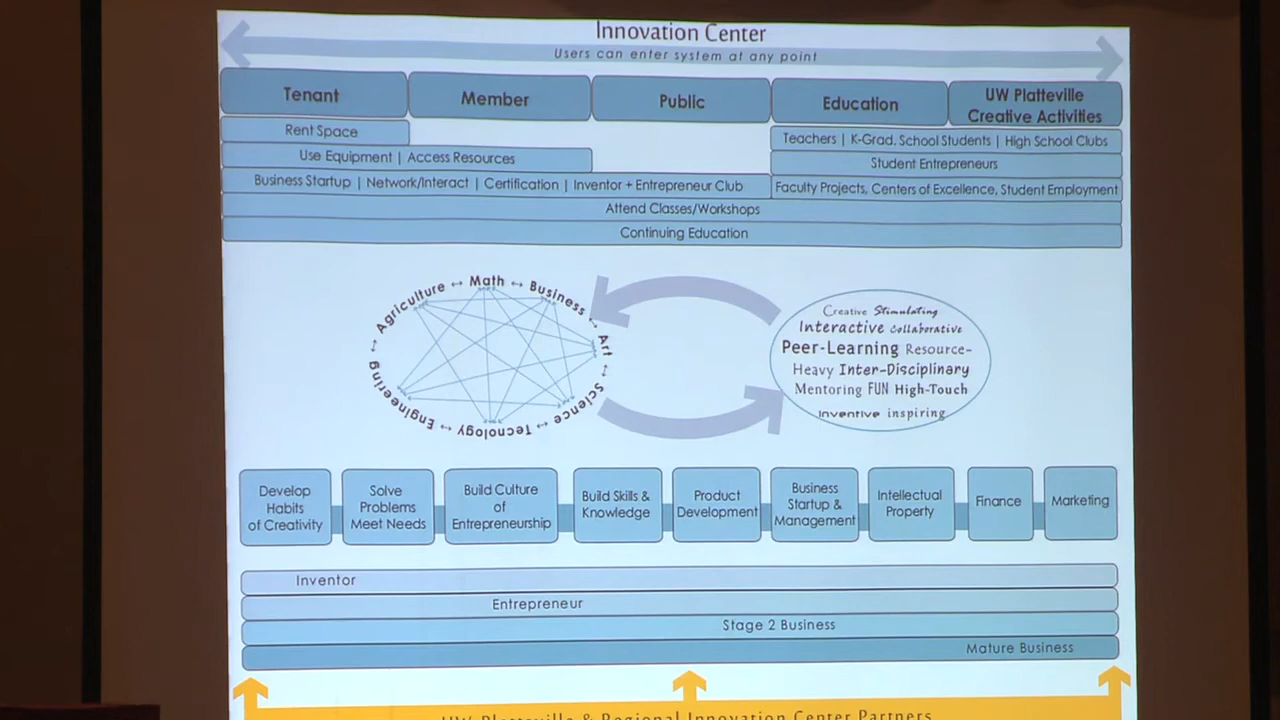 Innovation Center
Users can enter system at any point
Tenant
Member
Public
Education
UW Platteville
Creative Activities
Rent Space
Teachers | K-Grad. School Students | High School Clubs
Use Equipment | Access Resources
Student Entrepreneurs
Business Startup | Network/Interact | Certification | Inventor + Entrepreneur Club
Faculty Projects, Centers of Excellence, Student Employment
Attend Classes/Workshops
Continuing Education
Agriculture ↔ Math ↔ Business ↔ Art ↔ Science ↔ Tecnology ↔ Engineering ↔
Creative Stimulating
Interactive Collaborative
Peer-Learning Resource-
Heavy Inter-Disciplinary
Mentoring FUN High-Touch
Inventive inspiring
Develop
Habits
of Creativity
Solve
Problems
Meet Needs
Build Culture
of
Entrepreneurship
Build Skills &
Knowledge
Product
Development
Business
Startup &
Management
Intellectual
Property
Finance
Marketing
Inventor
Entrepreneur
Stage 2 Business
Mature Business
UW Platteville & Regional Innovation Center Partners